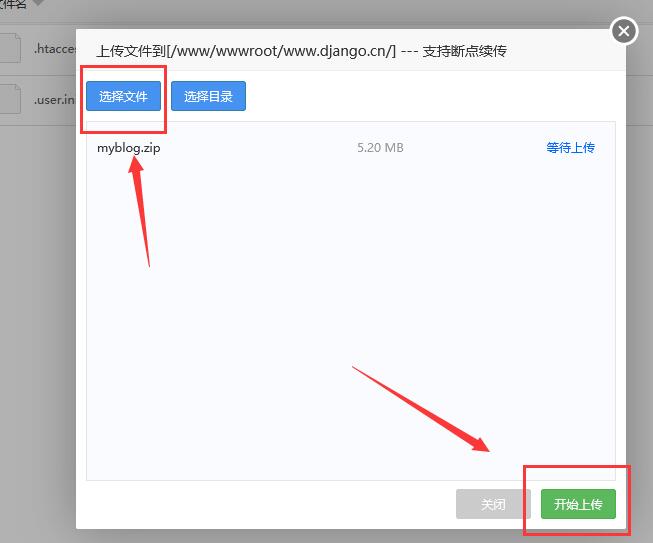 件名
上传文件到[/www/wwwroot/www.django.cn/] --- 支持断点续传
.htacces
选择文件 选择目录
.user.in
myblog.zip 5.20 MB 等待上传
关闭 开始上传